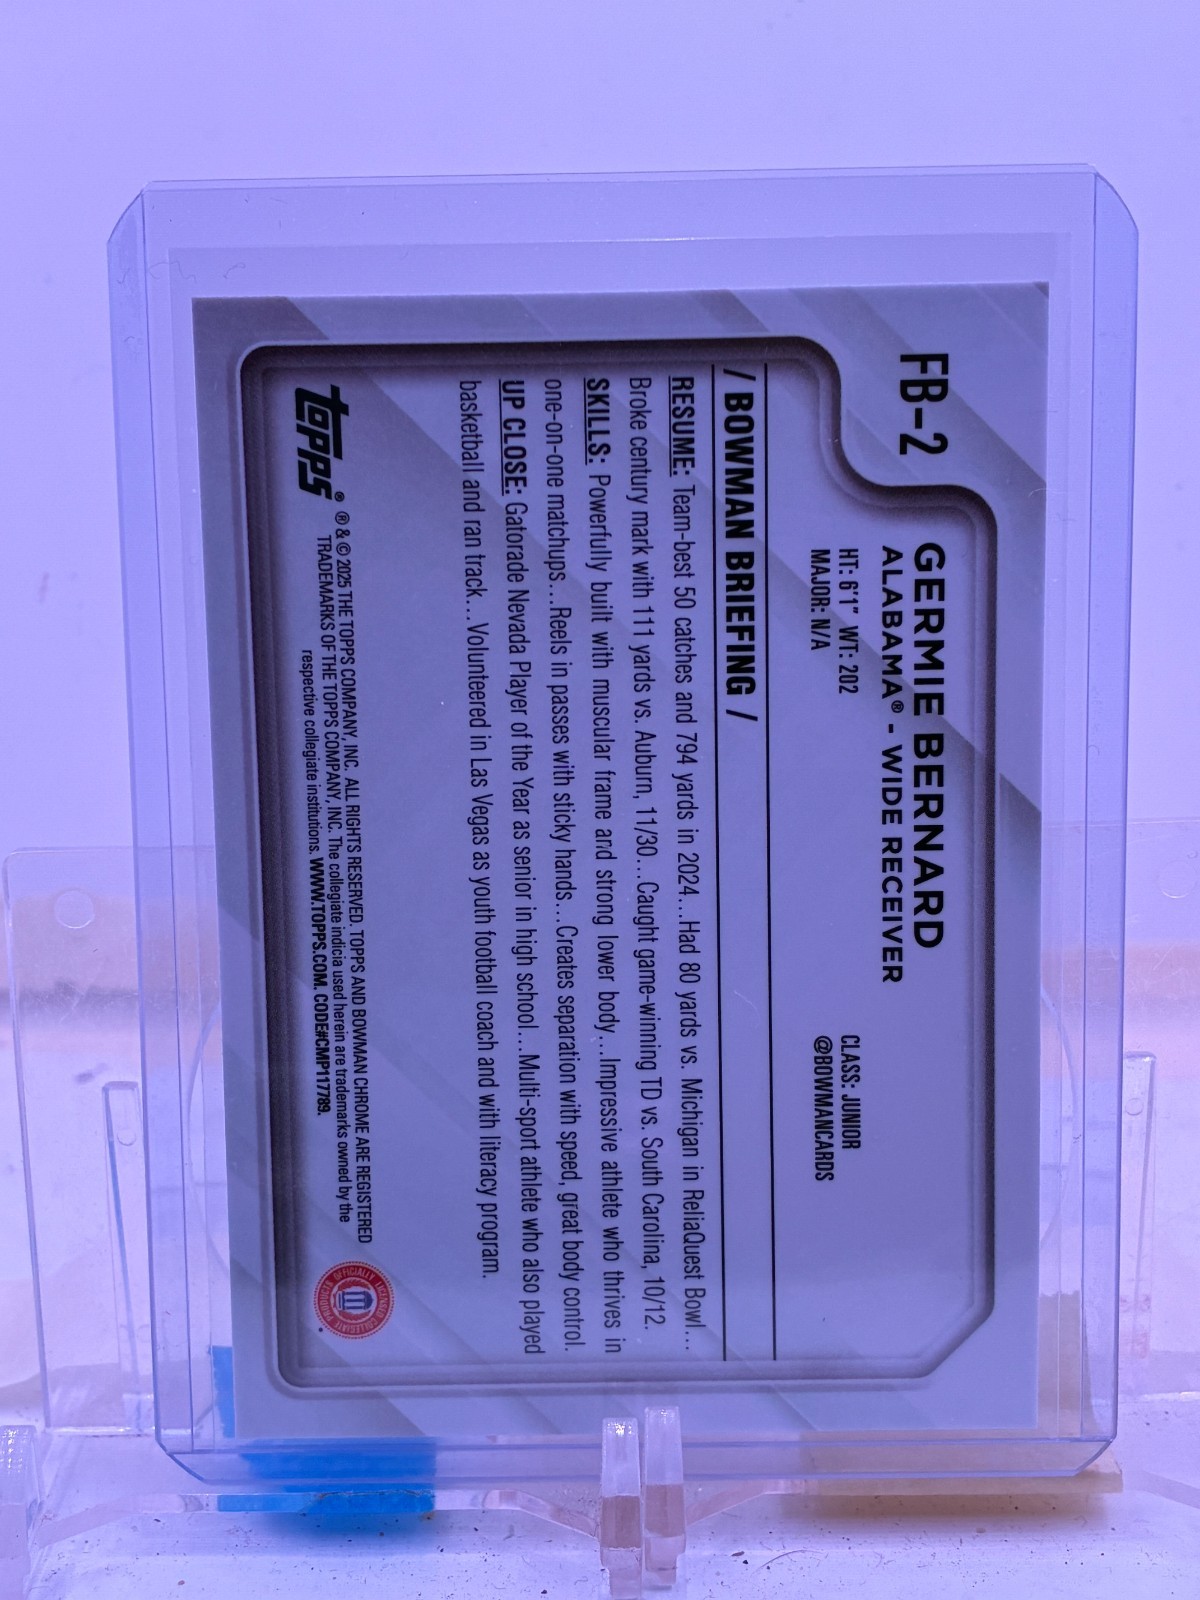 FB-2
GERMIE BERNARD
ALABAMA® - WIDE RECEIVER
HT: 6'1" WT: 202
CLASS: JUNIOR
MAJOR: N/A
@BOWMANCARDS
/ BOWMAN BRIEFING /
RESUME: Team-best 50 catches and 794 yards in 2024...Had 80 yards vs. Michigan in ReliaQuest Bowl...
Broke century mark with 111 yards vs. Auburn, 11/30...Caught game-winning TD vs. South Carolina, 10/12.
SKILLS: Powerfully built with muscular frame and strong lower body...Impressive athlete who thrives in
one-on-one matchups...Reels in passes with sticky hands...Creates separation with speed, great body control.
UP CLOSE: Gatorade Nevada Player of the Year as senior in high school...Multi-sport athlete who also played
basketball and ran track...Volunteered in Las Vegas as youth football coach and with literacy program.
topps®
® & © 2025 THE TOPPS COMPANY, INC. ALL RIGHTS RESERVED. TOPPS AND BOWMAN CHROME ARE REGISTERED
TRADEMARKS OF THE TOPPS COMPANY, INC. The collegiate indicia used herein are trademarks owned by the
respective collegiate institutions. WWW.TOPPS.COM. CODE#CMP117789.
OFFICIALLY LICENSED COLLEGIATE PRODUCTS